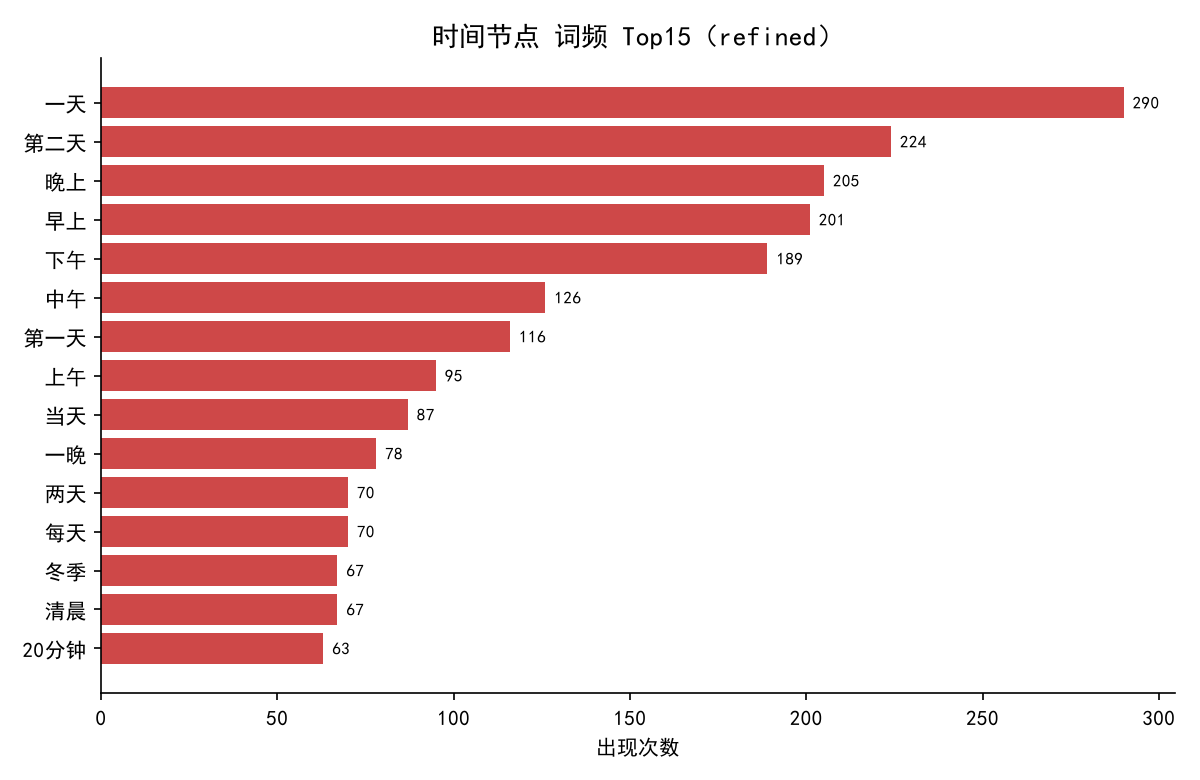 时间节点 词频 Top15（refined）
一天 290
第二天 224
晚上 205
早上 201
下午 189
中午 126
第一天 116
上午 95
当天 87
一晚 78
两天 70
每天 70
冬季 67
清晨 67
20分钟 63
0 50 100 150 200 250 300
出现次数